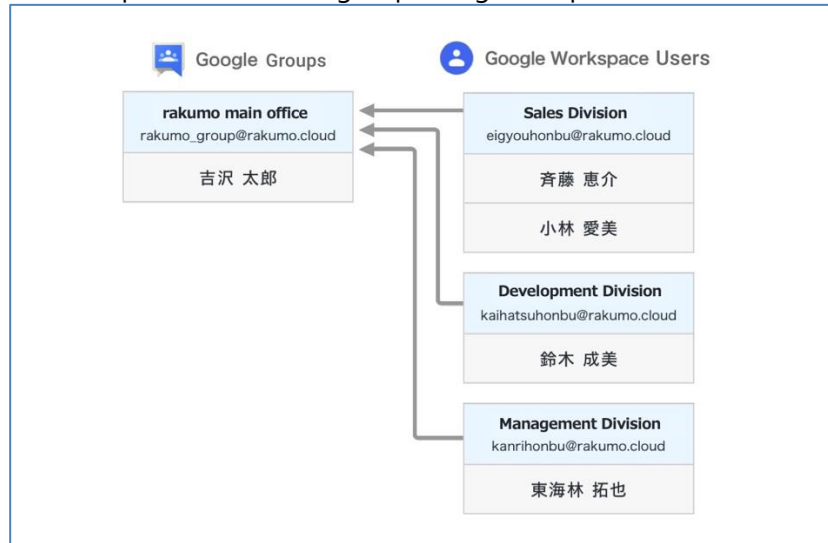 Google Groups
rakumo main office
rakumo_group@rakumo.cloud
吉沢 太郎
Google Workspace Users
Sales Division
eigyouhonbu@rakumo.cloud
斉藤 恵介
小林 愛美
Development Division
kaihatsuhonbu@rakumo.cloud
鈴木 成美
Management Division
kanrihonbu@rakumo.cloud
東海林 拓也